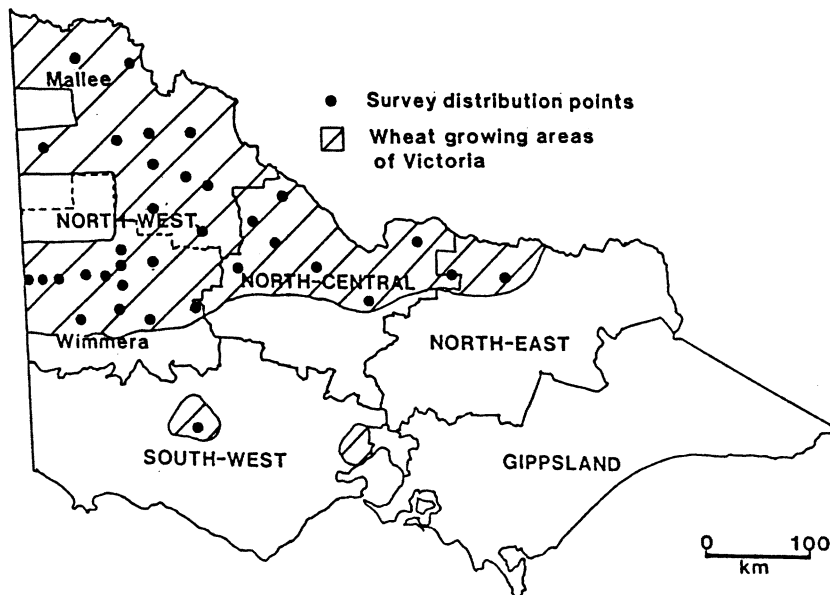 Mallee
Survey distribution points
Wheat growing areas
of Victoria
NORTH-WEST
NORTH-CENTRAL
Wimmera
NORTH-EAST
SOUTH-WEST
GIPPSLAND
0 100
km